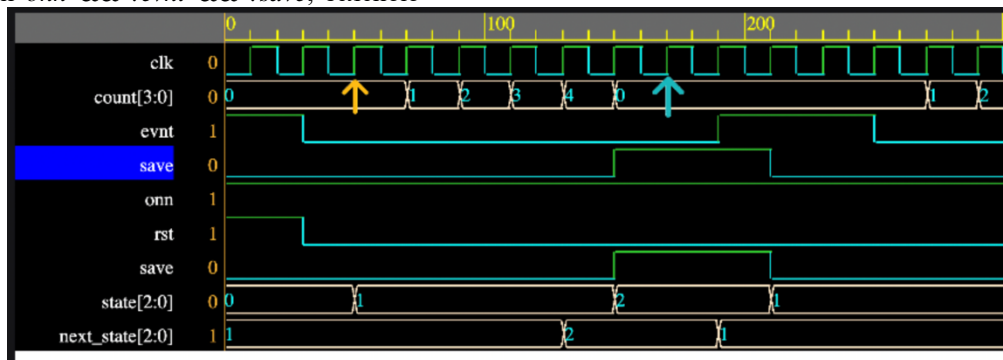 0 100 200
clk 0
count[3:0] 0 0 1 2 3 4 0 1 2
evnt 1
save 0
onn 1
rst 1
save 0
state[2:0] 0 0 1 2 1
next_state[2:0] 1 1 2 1